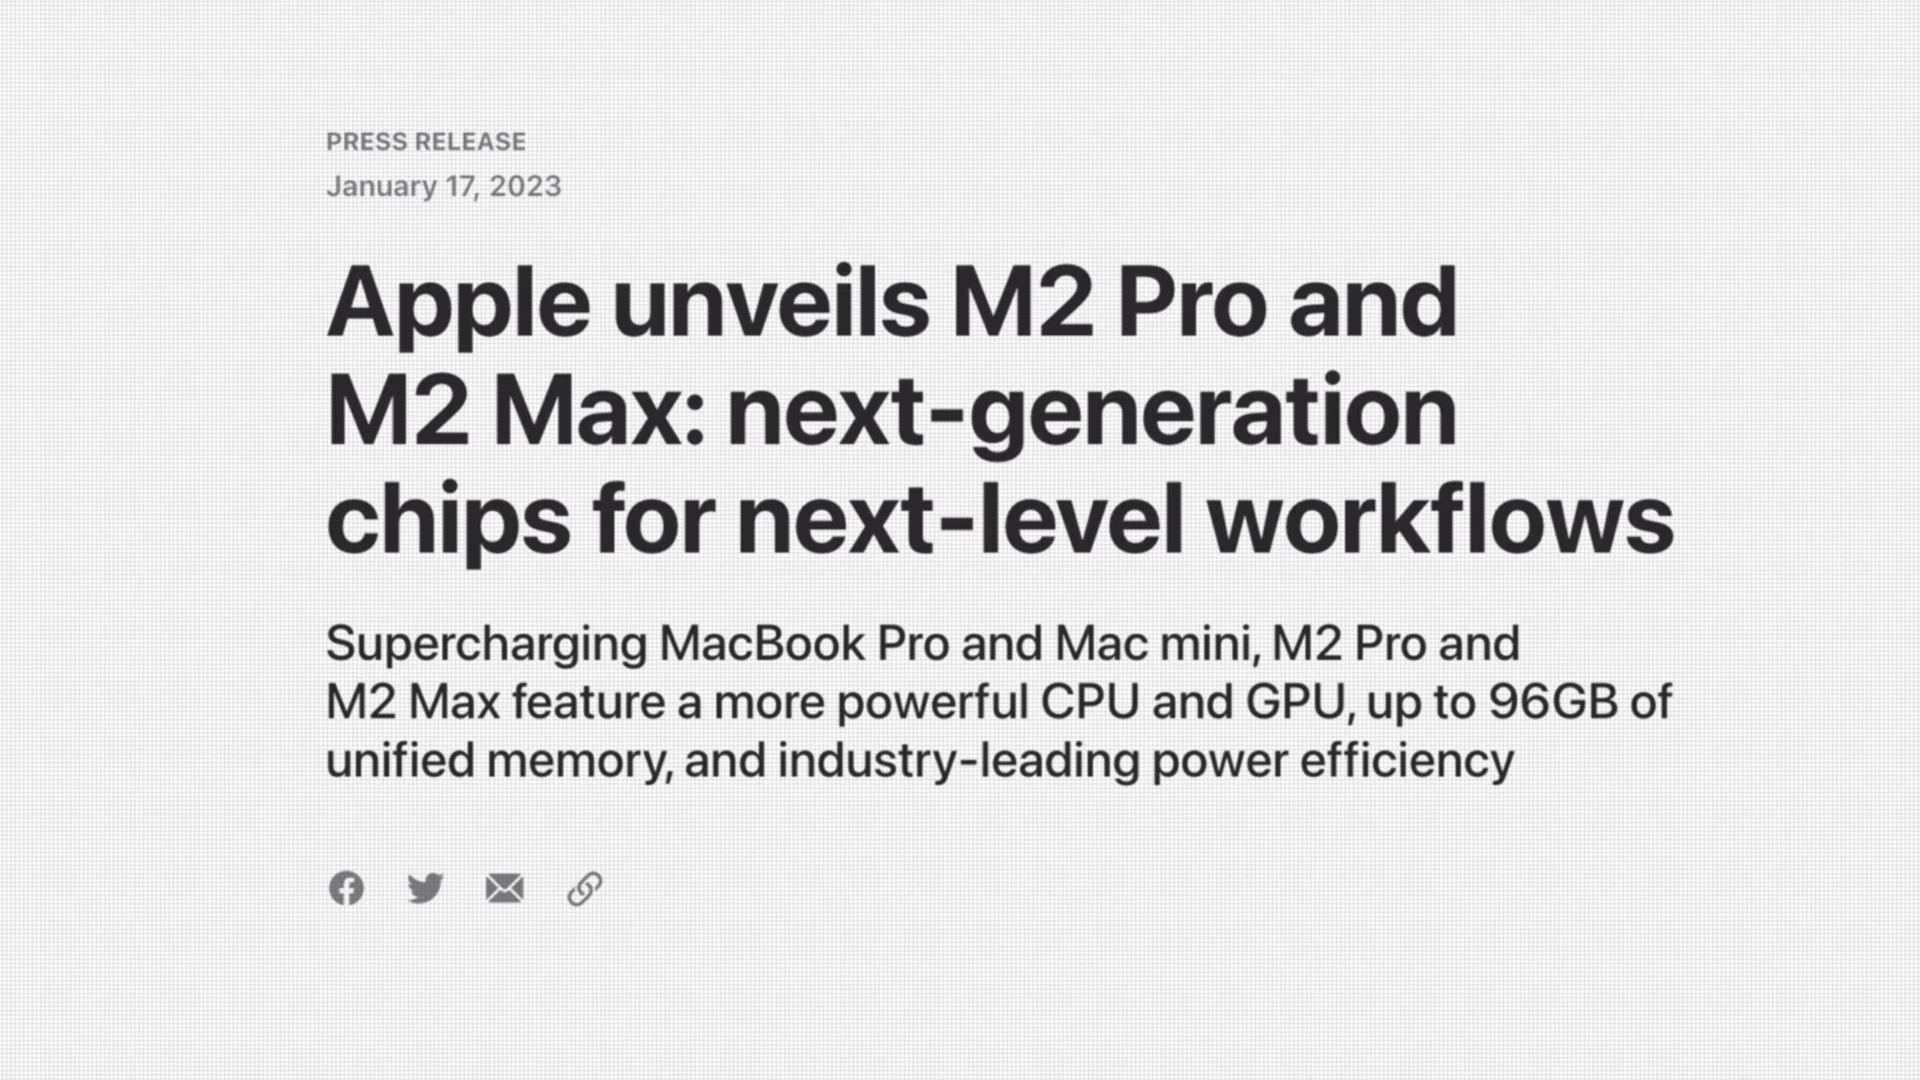 PRESS RELEASE
January 17, 2023
Apple unveils M2 Pro and
M2 Max: next-generation
chips for next-level workflows
Supercharging MacBook Pro and Mac mini, M2 Pro and
M2 Max feature a more powerful CPU and GPU, up to 96GB of
unified memory, and industry-leading power efficiency